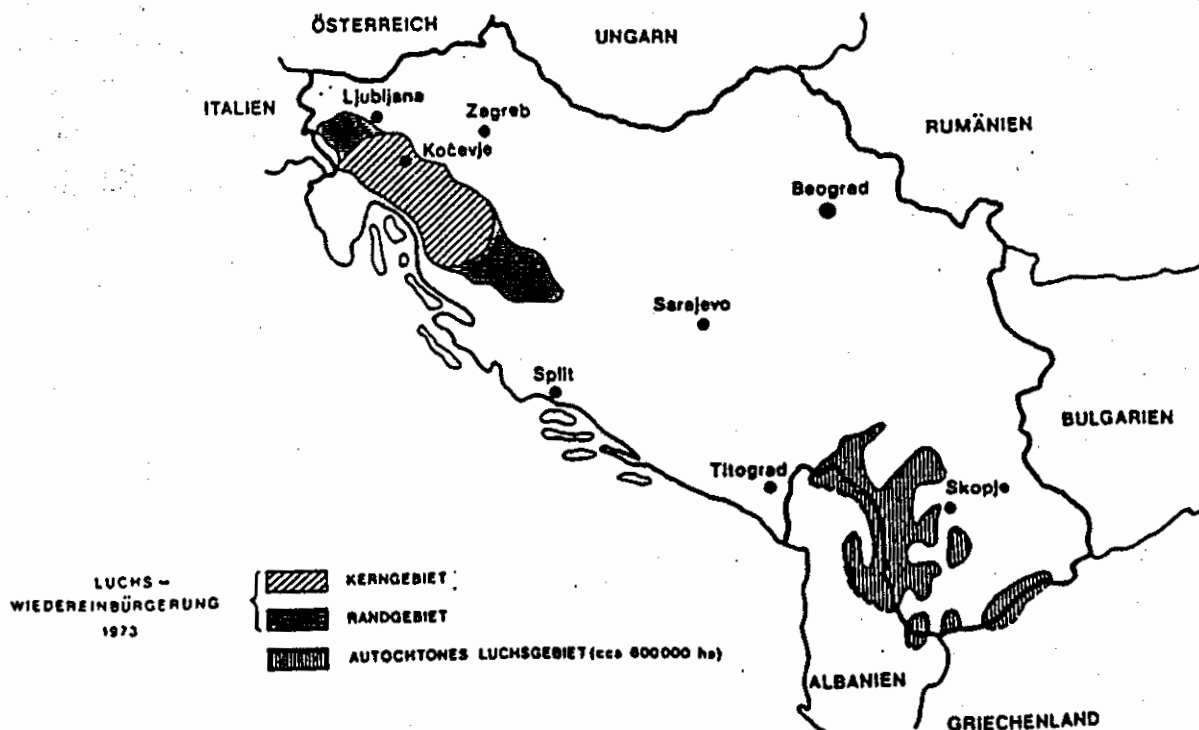 ÖSTERREICH
UNGARN
ITALIEN
Ljubljana
Zagreb
RUMÄNIEN
Kočevje
Beograd
Sarajevo
Split
BULGARIEN
Titograd
Skopje
LUCHS -
WIEDEREINBÜRGERUNG
1973
KERNGEBIET
RANDGEBIET
AUTOCHTONES LUCHSGEBIET (cca 600000 ha)
ALBANIEN
GRIECHENLAND